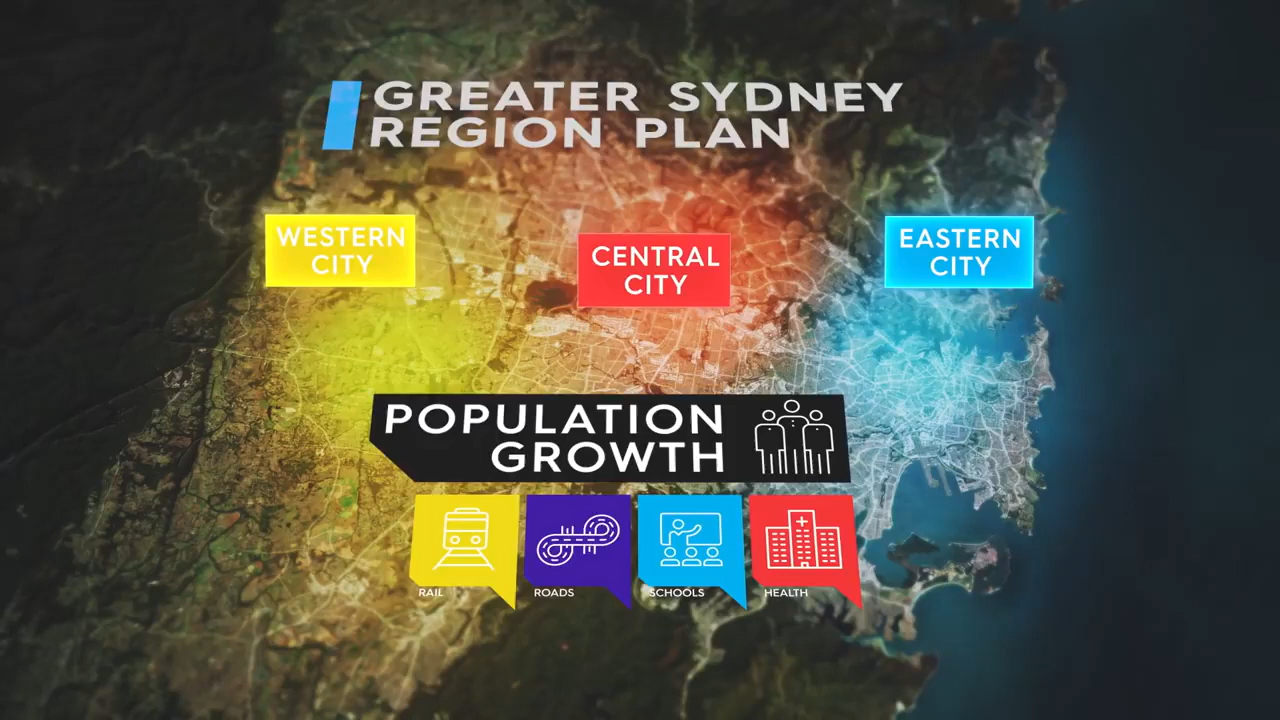 GREATER SYDNEY
REGION PLAN
WESTERN
CITY
CENTRAL
CITY
EASTERN
CITY
POPULATION
GROWTH
RAIL
ROADS
SCHOOLS
HEALTH